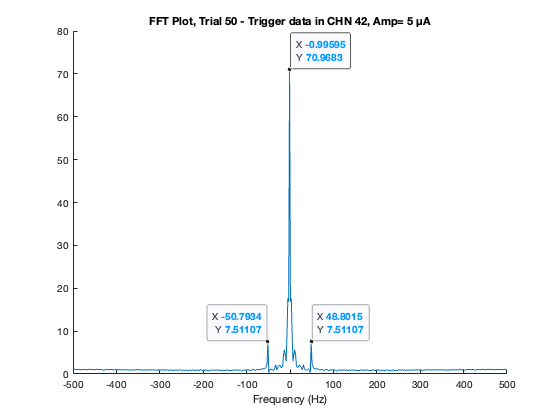 FFT Plot, Trial 50 - Trigger data in CHN 42, Amp= 5 µA
80
70
60
50
40
30
20
10
0
X -0.99595
Y 70.9683
X -50.7934
Y 7.51107
X 48.8015
Y 7.51107
-500 -400 -300 -200 -100 0 100 200 300 400 500
Frequency (Hz)